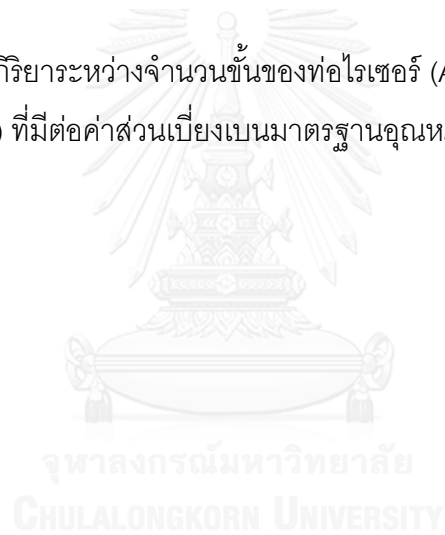 กิริยาระหว่างจำนวนขั้นของท่อไรเซอร์ (A
) ที่มีต่อค่าส่วนเบี่ยงเบนมาตรฐานอุณห
จุฬาลงกรณ์มหาวิทยาลัย
CHULALONGKORN UNIVERSITY